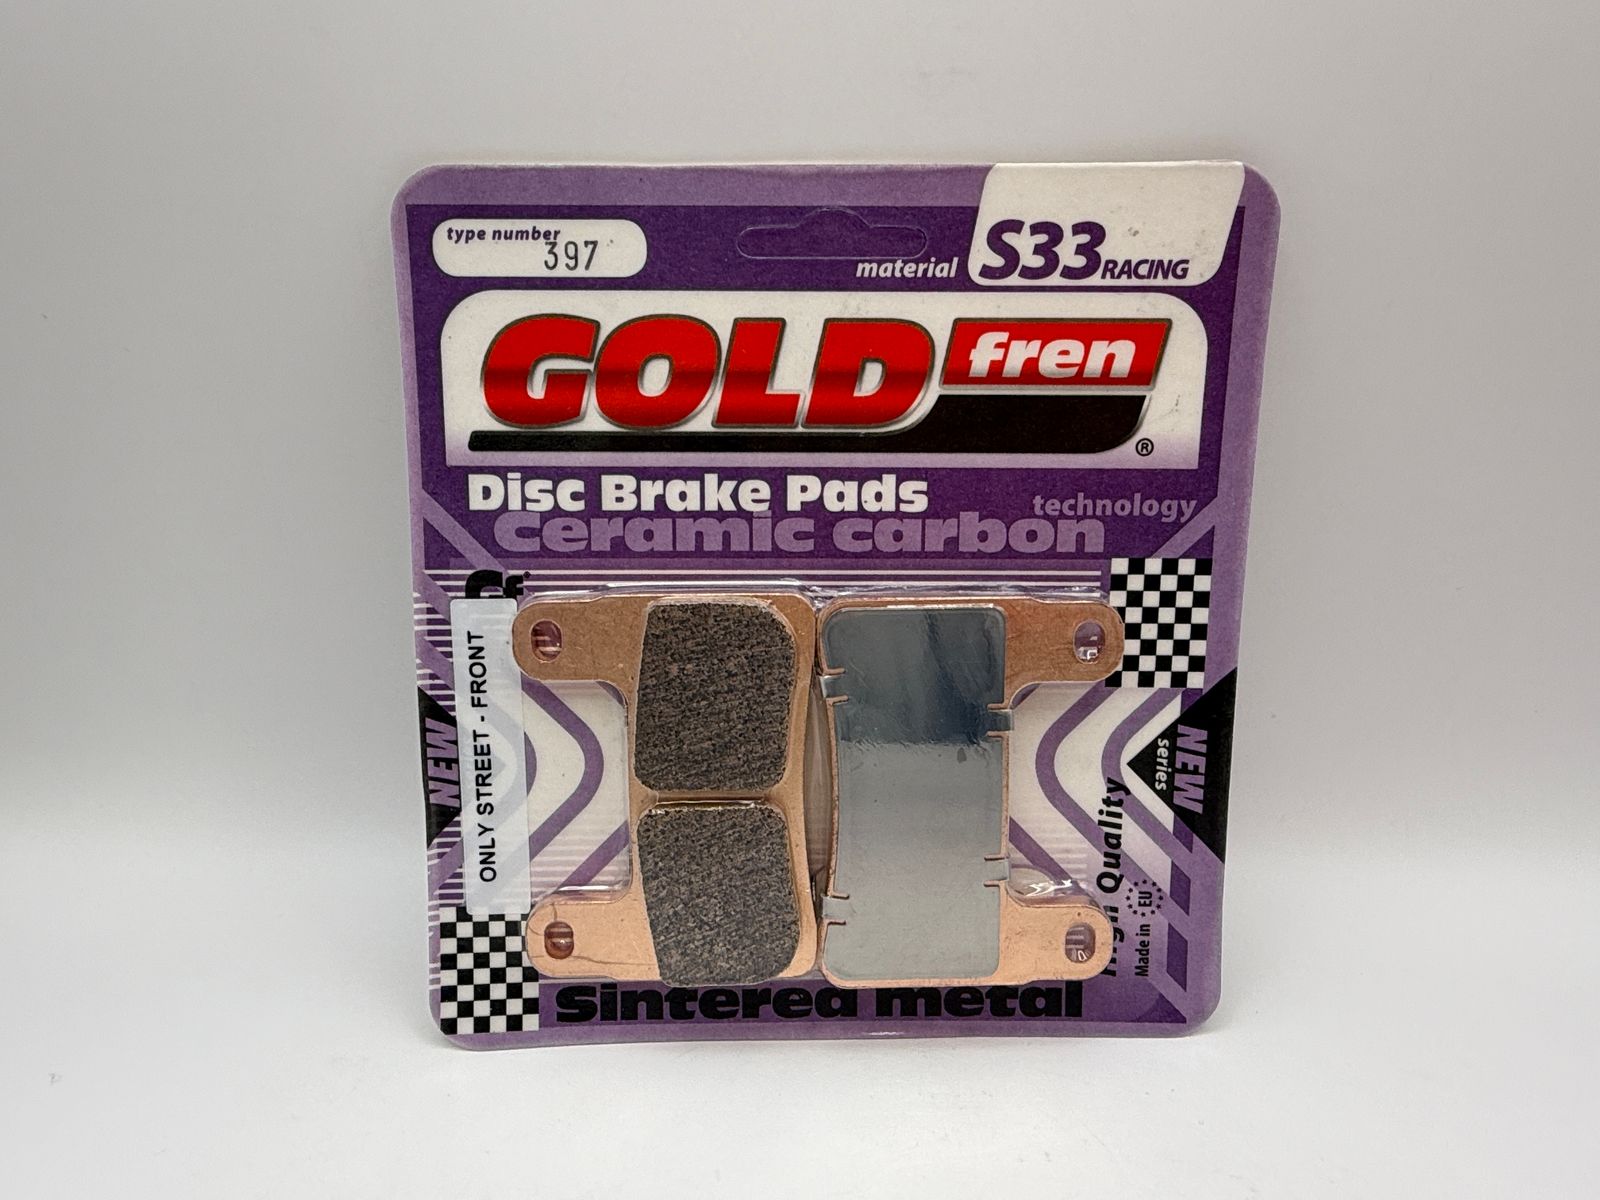 type number
397
material S33 RACING
GOLD fren ®
Disc Brake Pads
technology
Ceramic carbon
ONLY STREET - FRONT
NEW
NEW
series
High Quality
Made in EU
Sintered metal